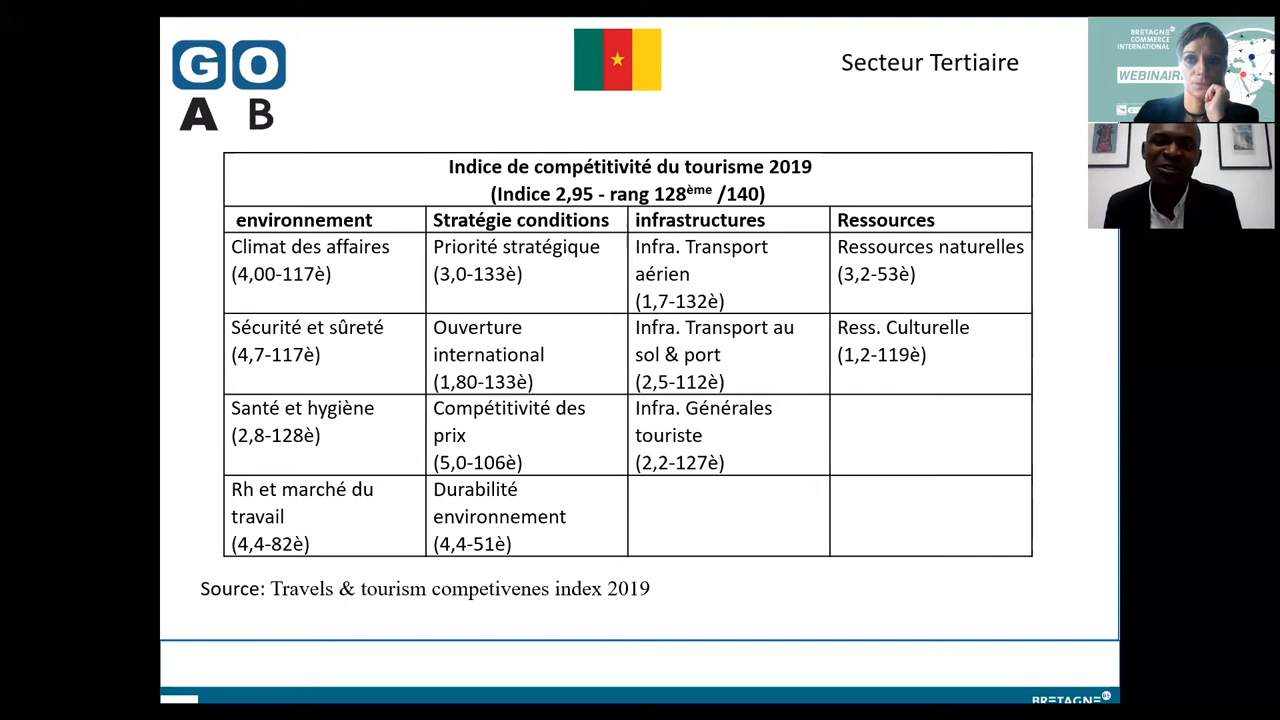 GO
A B
Secteur Tertiaire
BRETAGNE
COMMERCE
INTERNATIONAL
WEBINAIR
Indice de compétitivité du tourisme 2019
(Indice 2,95 - rang 128ème /140)
environnement Stratégie conditions infrastructures Ressources
Climat des affaires
(4,00-117è)
Priorité stratégique
(3,0-133è)
Infra. Transport
aérien
(1,7-132è)
Ressources naturelles
(3,2-53è)
Sécurité et sûreté
(4,7-117è)
Ouverture
international
(1,80-133è)
Infra. Transport au
sol & port
(2,5-112è)
Ress. Culturelle
(1,2-119è)
Santé et hygiène
(2,8-128è)
Compétitivité des
prix
(5,0-106è)
Infra. Générales
touriste
(2,2-127è)
Rh et marché du
travail
(4,4-82è)
Durabilité
environnement
(4,4-51è)
Source: Travels & tourism competivenes index 2019
BRETAGNE